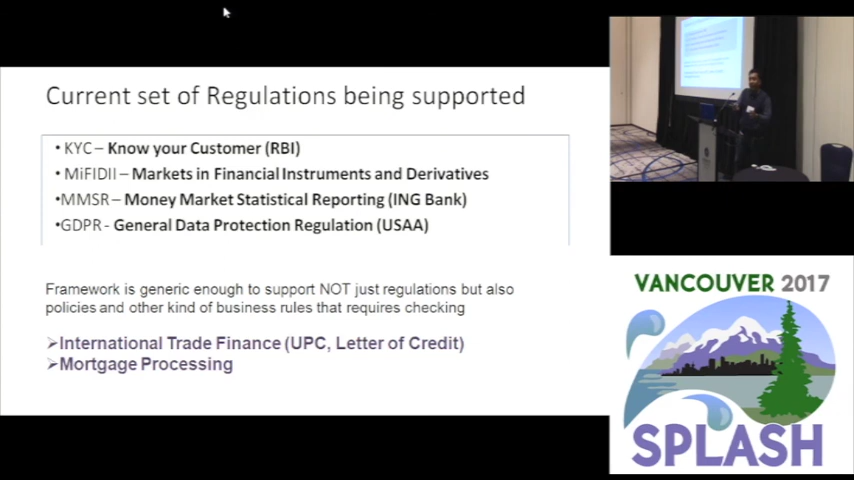 Current set of Regulations being supported
• KYC – Know your Customer (RBI)
• MiFIDII – Markets in Financial Instruments and Derivatives
• MMSR – Money Market Statistical Reporting (ING Bank)
• GDPR - General Data Protection Regulation (USAA)
Framework is generic enough to support NOT just regulations but also
policies and other kind of business rules that requires checking
➢International Trade Finance (UPC, Letter of Credit)
➢Mortgage Processing
VANCOUVER 2017
SPLASH